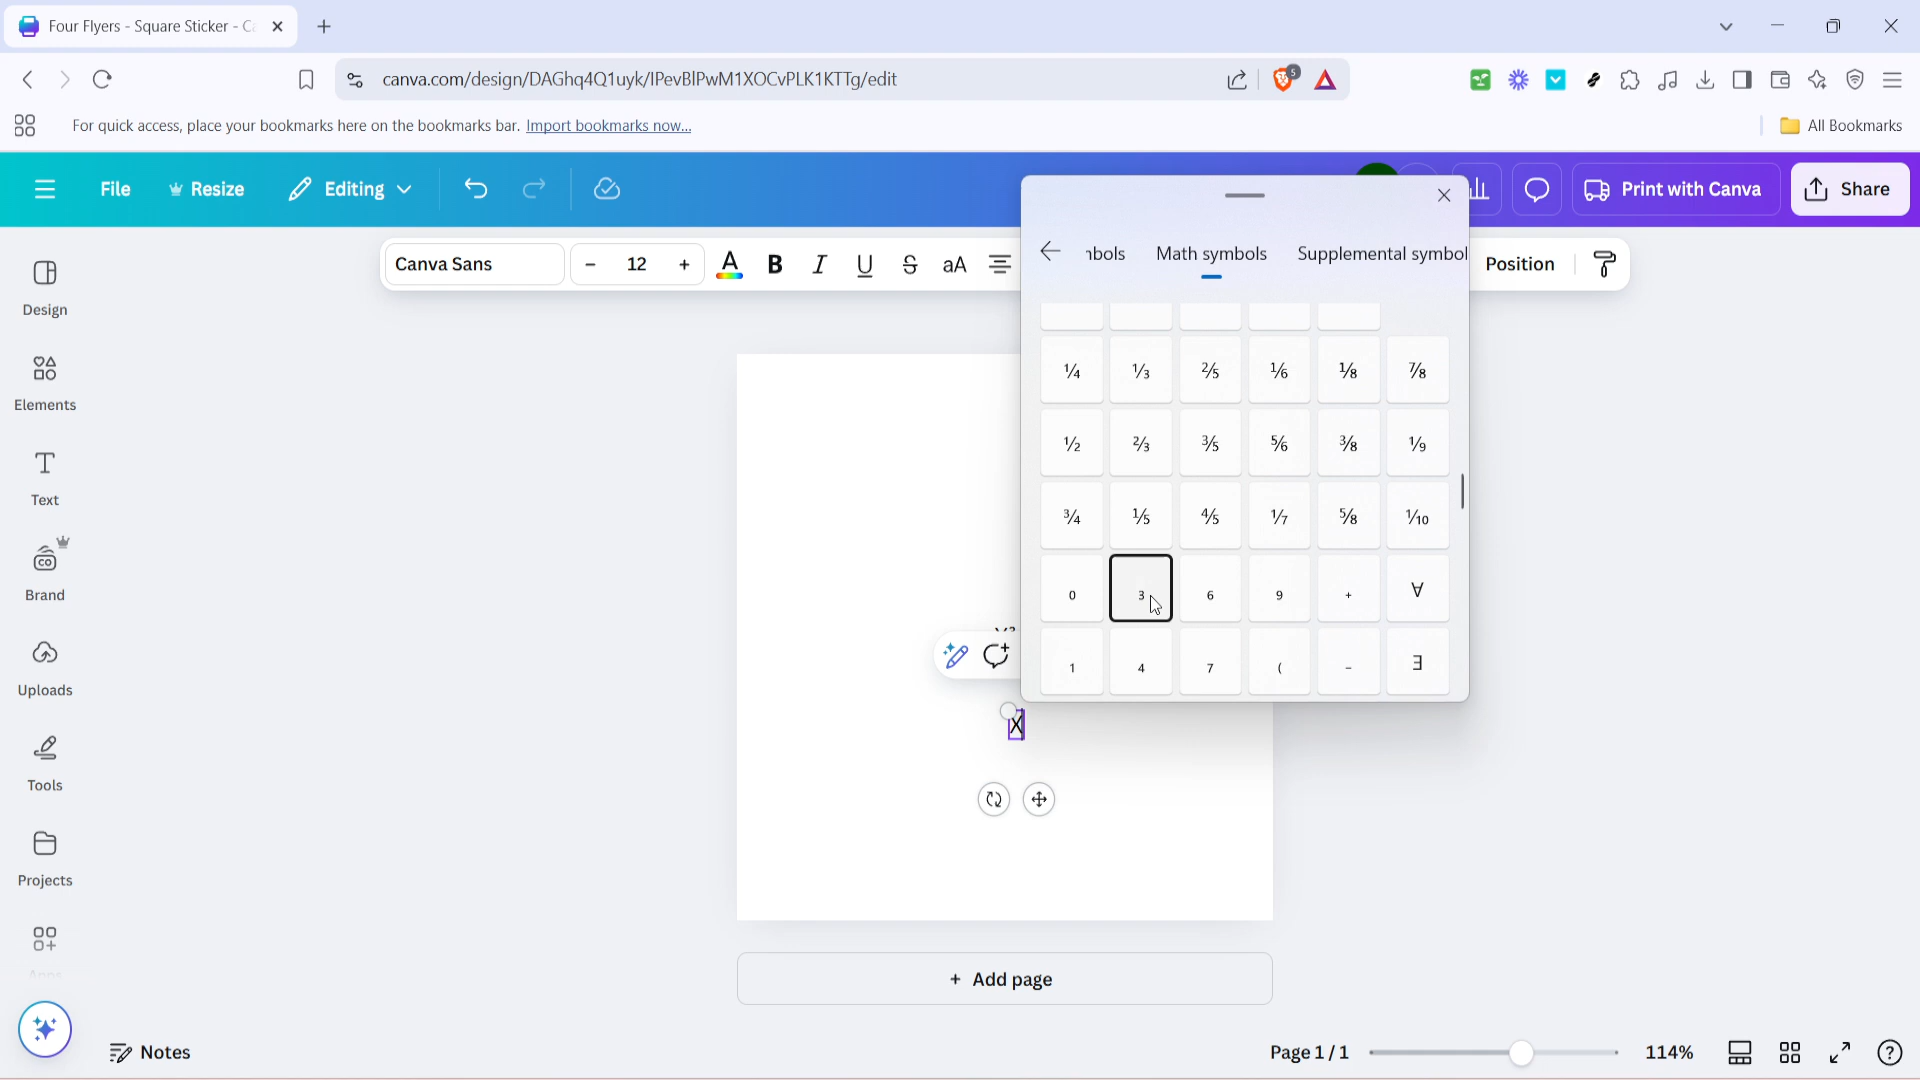 Four Flyers - Square Sticker - Ca
canva.com/design/DAGhq4Q1uyk/IPevBlPwM1XOCvPLK1KTTg/edit
5
For quick access, place your bookmarks here on the bookmarks bar. Import bookmarks now...
All Bookmarks
File
Resize
Editing
Print with Canva
Share
Canva Sans
- 12 +
A B I U S aA
nbols
Math symbols
Supplemental symbol
Position
Design
Elements
Text
Brand
Uploads
Tools
Projects
Apps
¼ ⅓ ⅖ ⅙ ⅛ ⅞
½ ⅔ ⅗ ⅚ ⅜ ⅑
¾ ⅕ ⅘ ⅐ ⅝ ⅒
₀ ₃ ₆ ₉ ₊ ∀
₁ ₄ ₇ ₍ ₋ ∃
X
+ Add page
Notes
Page 1 / 1
114%